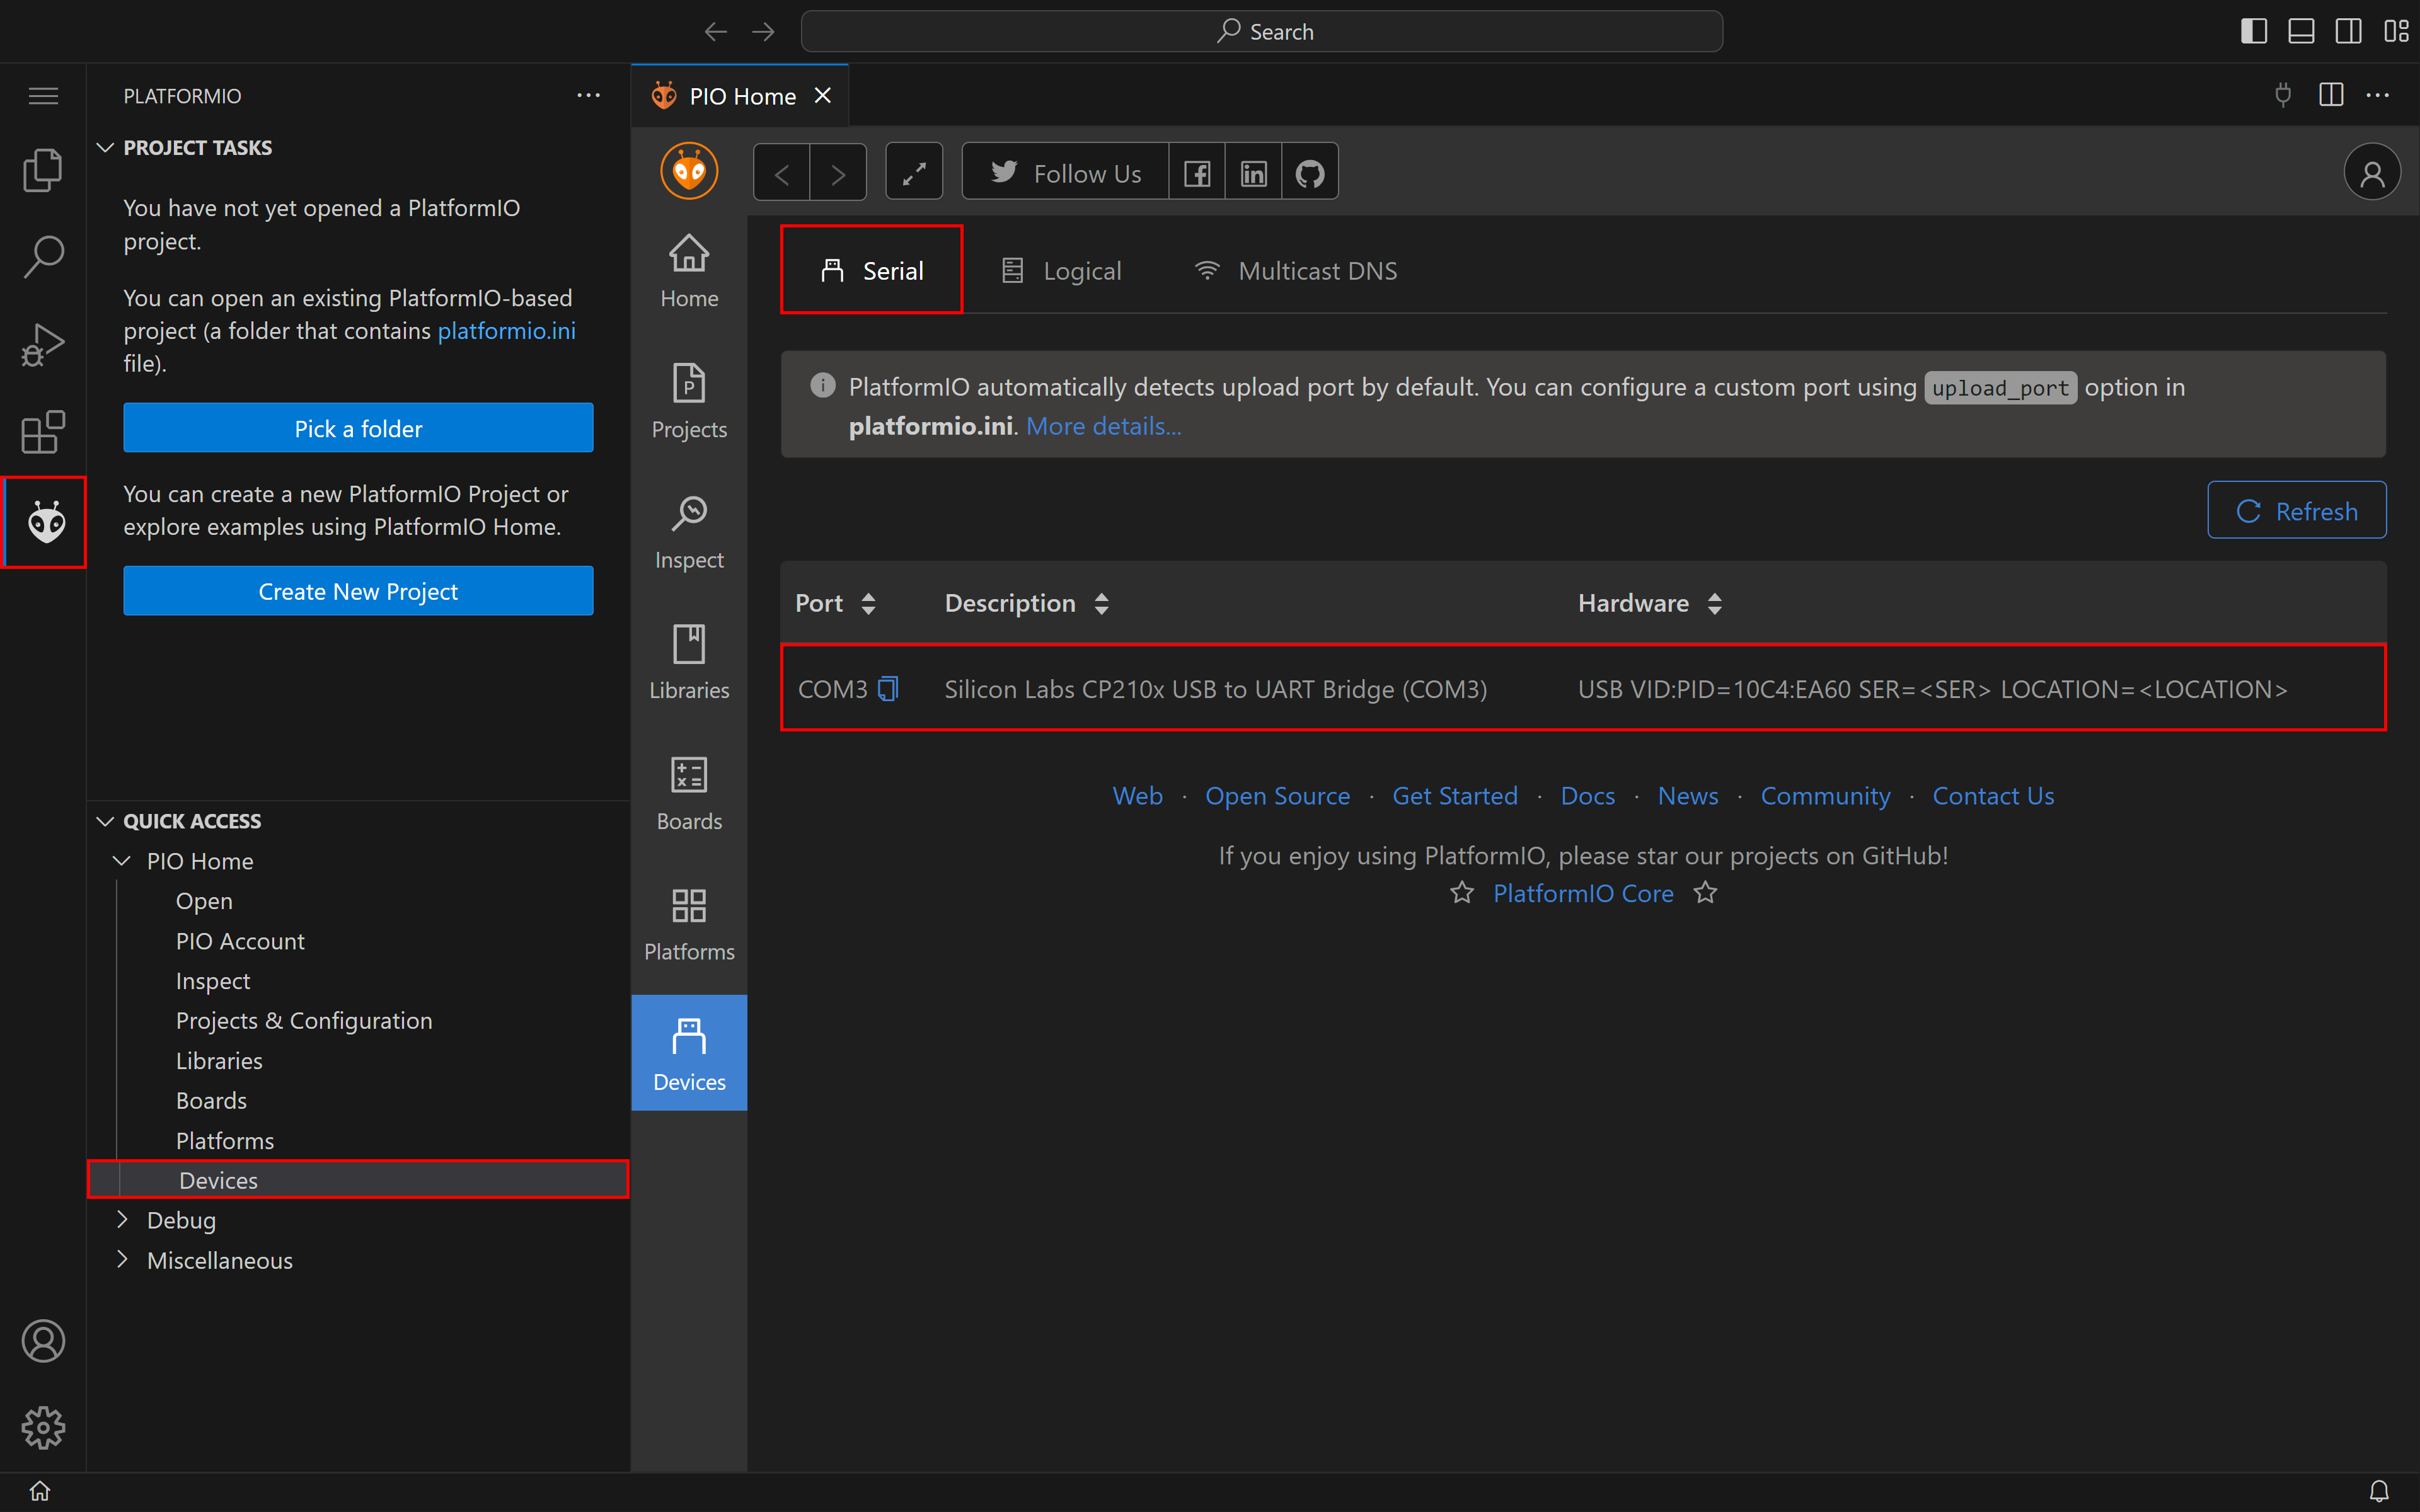 Search
PLATFORMIO
PROJECT TASKS
You have not yet opened a PlatformIO
project.
You can open an existing PlatformIO-based
project (a folder that contains platformio.ini
file).
Pick a folder
You can create a new PlatformIO Project or
explore examples using PlatformIO Home.
Create New Project
QUICK ACCESS
PIO Home
Open
PIO Account
Inspect
Projects & Configuration
Libraries
Boards
Platforms
Devices
Debug
Miscellaneous
PIO Home
Follow Us
Home
Projects
Inspect
Libraries
Boards
Platforms
Devices
Serial Logical Multicast DNS
PlatformIO automatically detects upload port by default. You can configure a custom port using upload_port option in
platformio.ini. More details...
Refresh
Port Description Hardware
COM3 Silicon Labs CP210x USB to UART Bridge (COM3) USB VID:PID=10C4:EA60 SER=<SER> LOCATION=<LOCATION>
Web · Open Source · Get Started · Docs · News · Community · Contact Us
If you enjoy using PlatformIO, please star our projects on GitHub!
PlatformIO Core